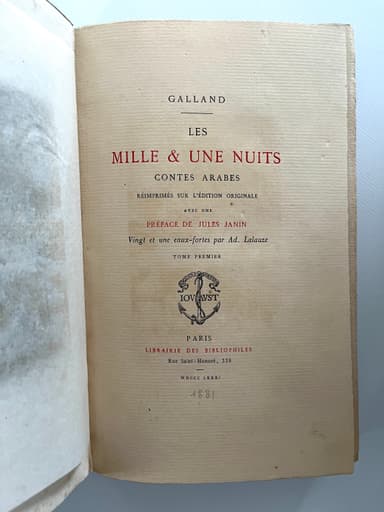 GALLAND
LES
MILLE & UNE NUITS
CONTES ARABES
RÉIMPRIMÉS SUR L'ÉDITION ORIGINALE
AVEC UNE
PRÉFACE DE JULES JANIN
Vingt et une eaux-fortes par Ad. Lalauze
TOME PREMIER
IOVAVST
PARIS
LIBRAIRIE DES BIBLIOPHILES
Rue Saint-Honoré, 338
MDCCC LXXXI
1881